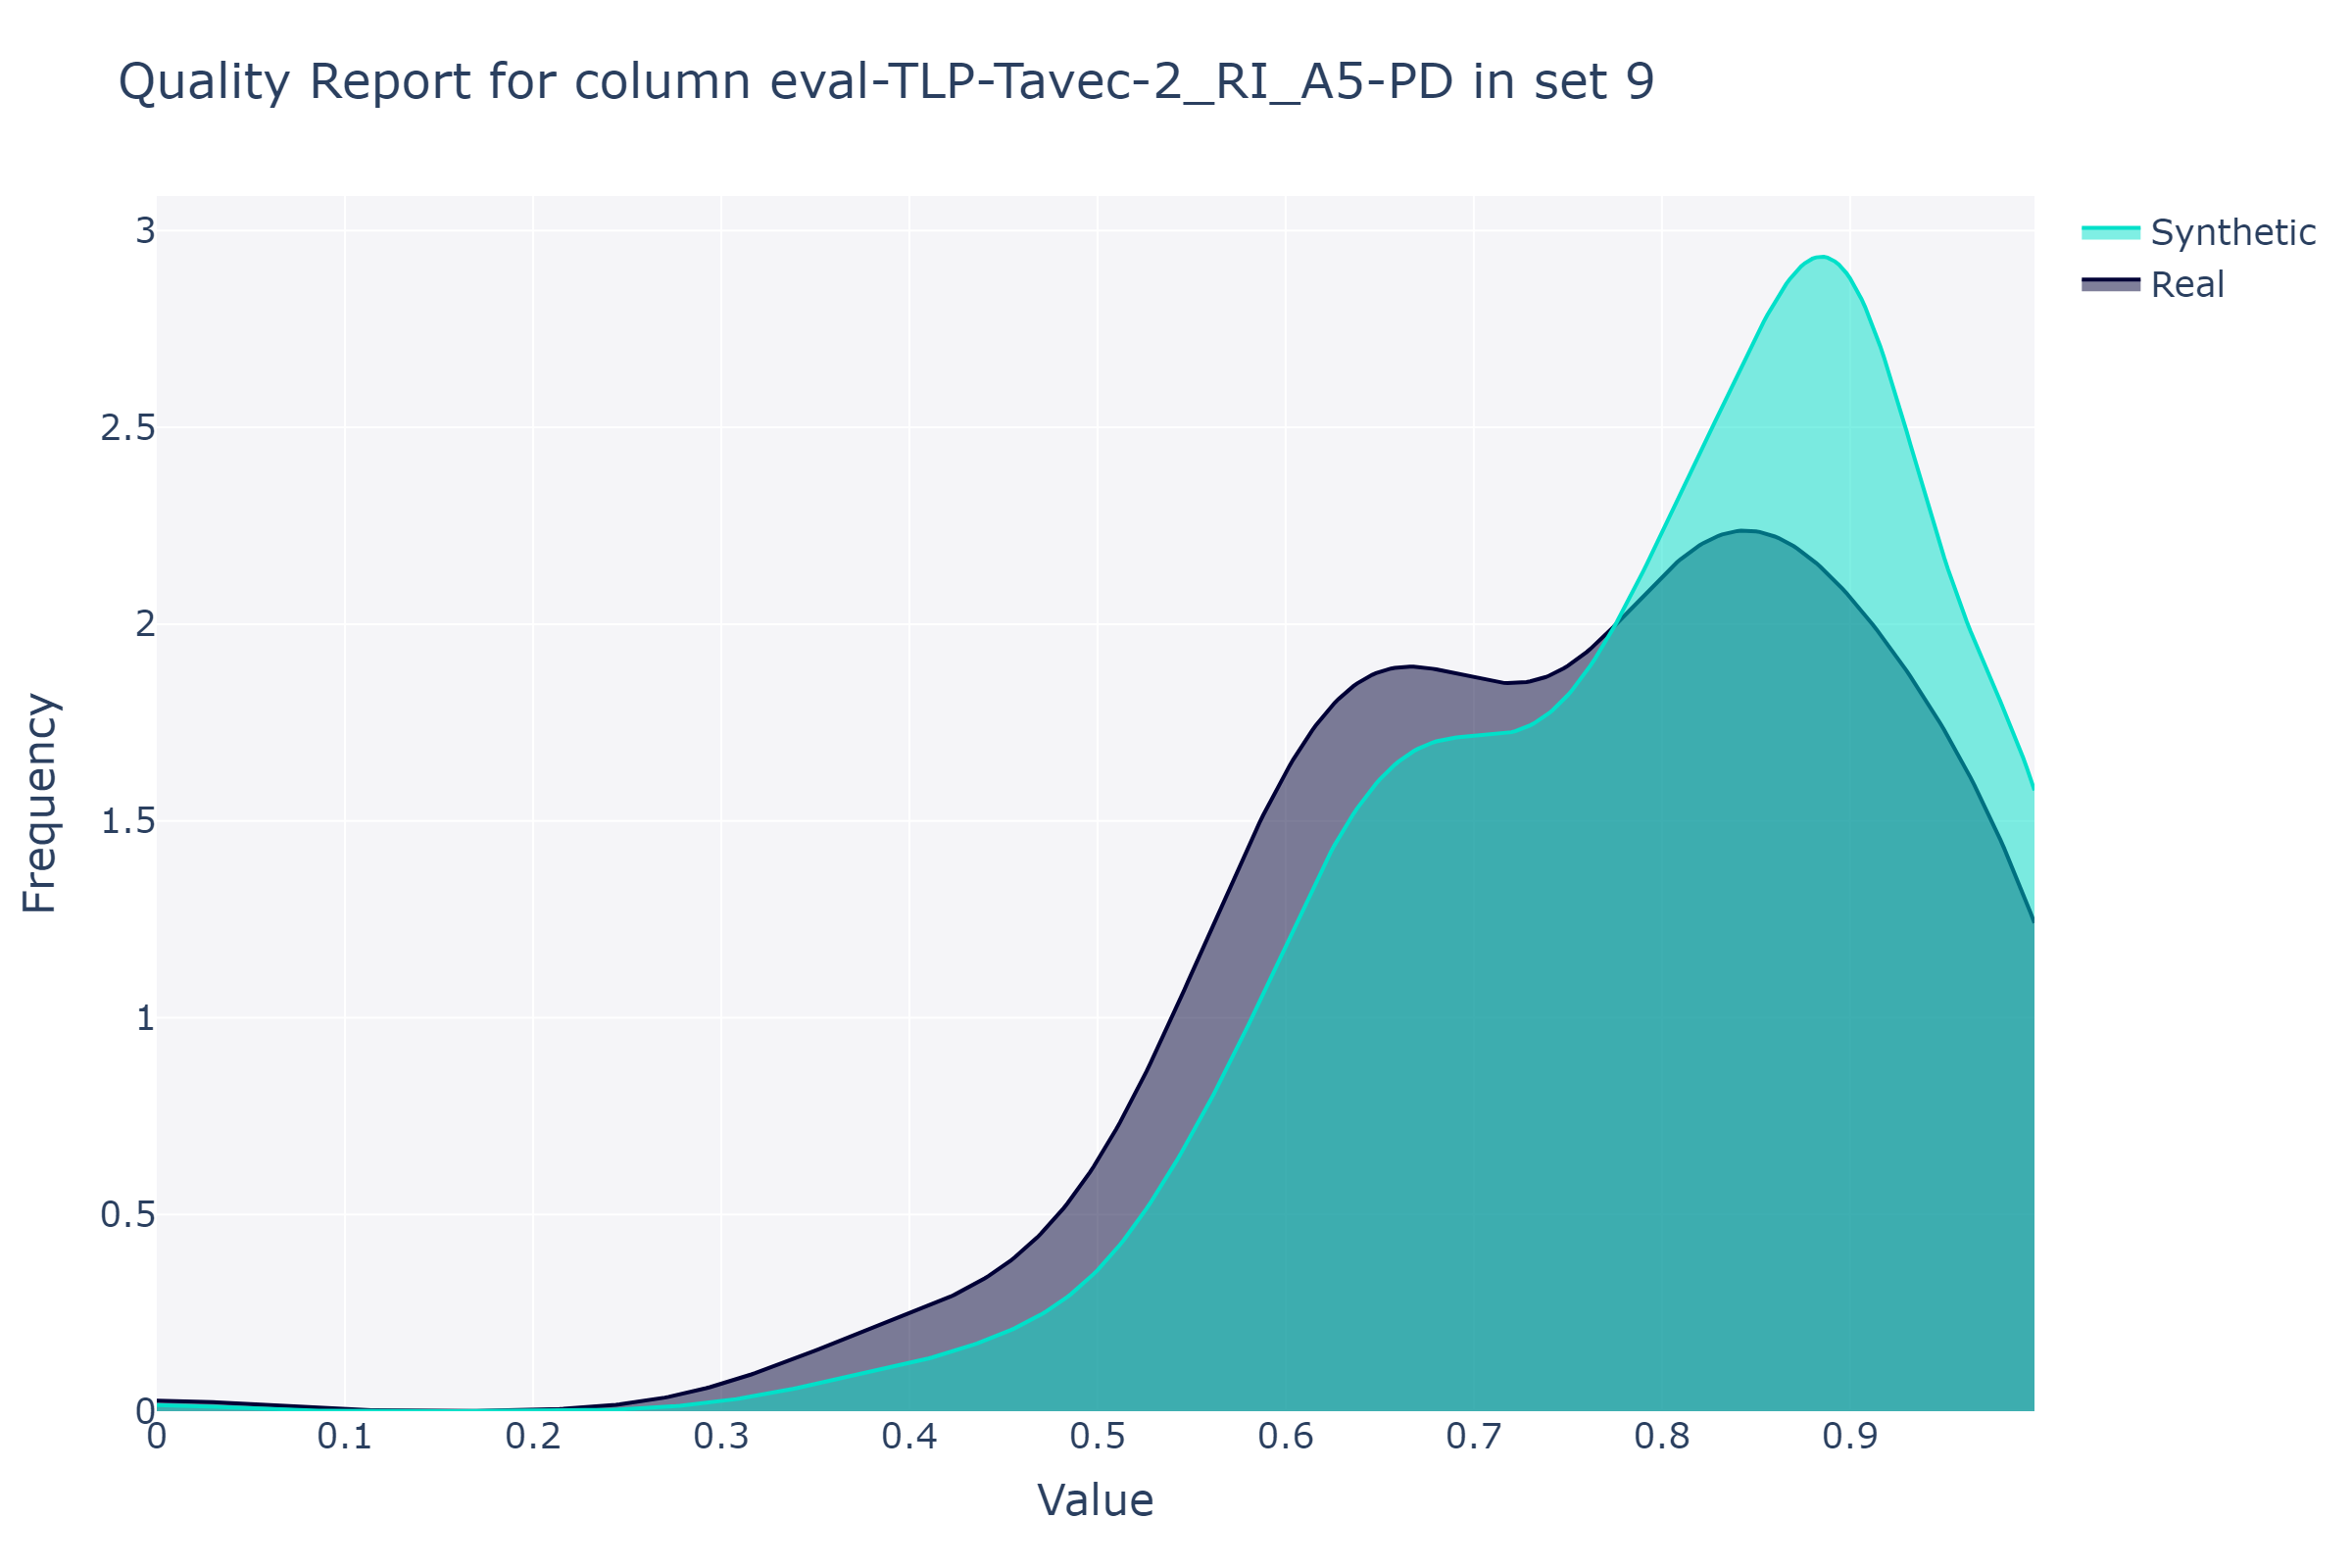 Quality Report for column eval-TLP-Tavec-2_RI_A5-PD in set 9
Synthetic
Real
Frequency
3
2.5
2
1.5
1
0.5
0
0 0.1 0.2 0.3 0.4 0.5 0.6 0.7 0.8 0.9
Value